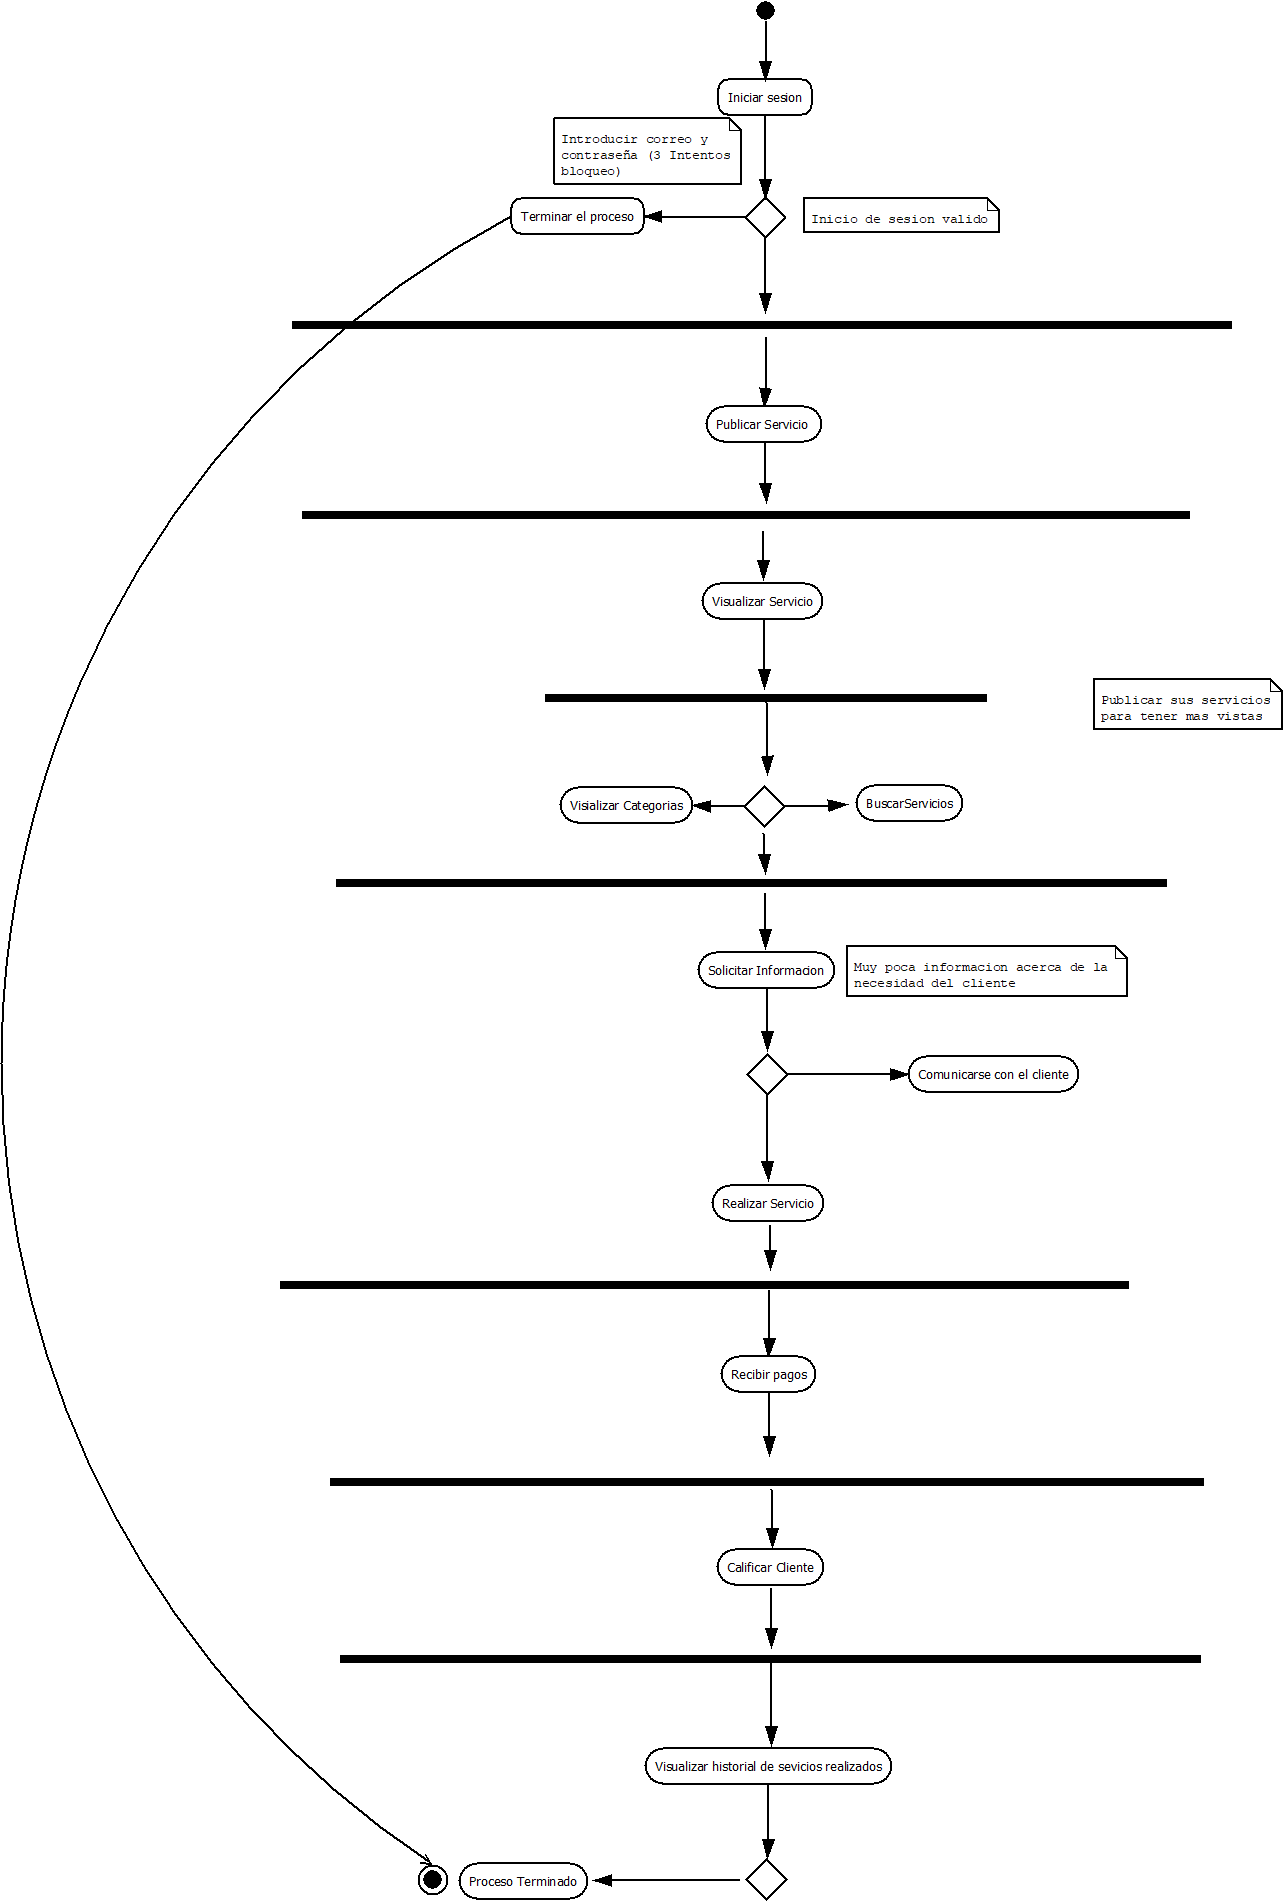 Iniciar sesion
Introducir correo y
contraseña (3 Intentos
bloqueo)
Terminar el proceso
Inicio de sesion valido
Publicar Servicio
Visualizar Servicio
Publicar sus servicios
para tener mas vistas
Visializar Categorias
BuscarServicios
Solicitar Informacion
Muy poca informacion acerca de la
necesidad del cliente
Comunicarse con el cliente
Realizar Servicio
Recibir pagos
Calificar Cliente
Visualizar historial de sevicios realizados
Proceso Terminado